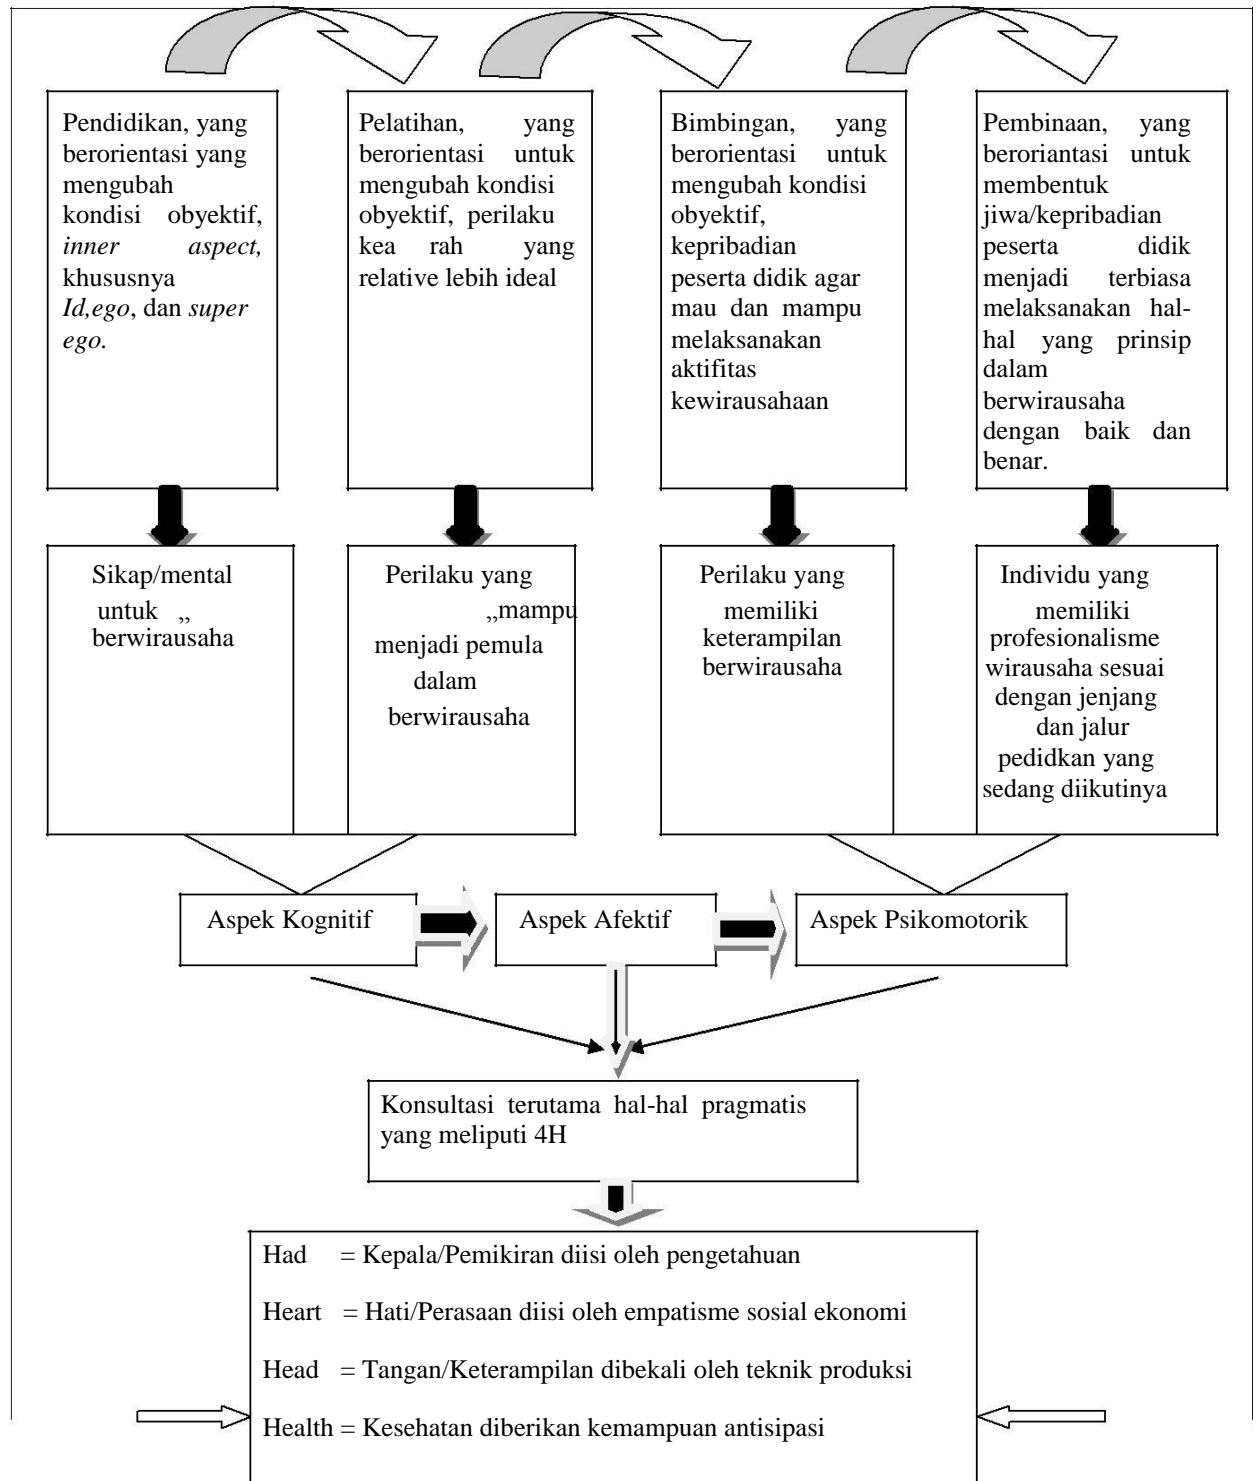 Pendidikan, yang
berorientasi yang
mengubah
kondisi obyektif,
inner aspect,
khususnya
Id,ego, dan super
ego.
Pelatihan, yang
berorientasi untuk
mengubah kondisi
obyektif, perilaku
kea rah yang
relative lebih ideal
Bimbingan, yang
berorientasi untuk
mengubah kondisi
obyektif,
kepribadian
peserta didik agar
mau dan mampu
melaksanakan
aktifitas
kewirausahaan
Pembinaan, yang
beroriantasi untuk
membentuk
jiwa/kepribadian
peserta didik
menjadi terbiasa
melaksanakan hal-
hal yang prinsip
dalam
berwirausaha
dengan baik dan
benar.
Sikap/mental
untuk „
berwirausaha
Perilaku yang
„mampu
menjadi pemula
dalam
berwirausaha
Perilaku yang
memiliki
keterampilan
berwirausaha
Individu yang
memiliki
profesionalisme
wirausaha sesuai
dengan jenjang
dan jalur
pedidkan yang
sedang diikutinya
Aspek Kognitif
Aspek Afektif
Aspek Psikomotorik
Konsultasi terutama hal-hal pragmatis
yang meliputi 4H
Had = Kepala/Pemikiran diisi oleh pengetahuan
Heart = Hati/Perasaan diisi oleh empatisme sosial ekonomi
Head = Tangan/Keterampilan dibekali oleh teknik produksi
Health = Kesehatan diberikan kemampuan antisipasi